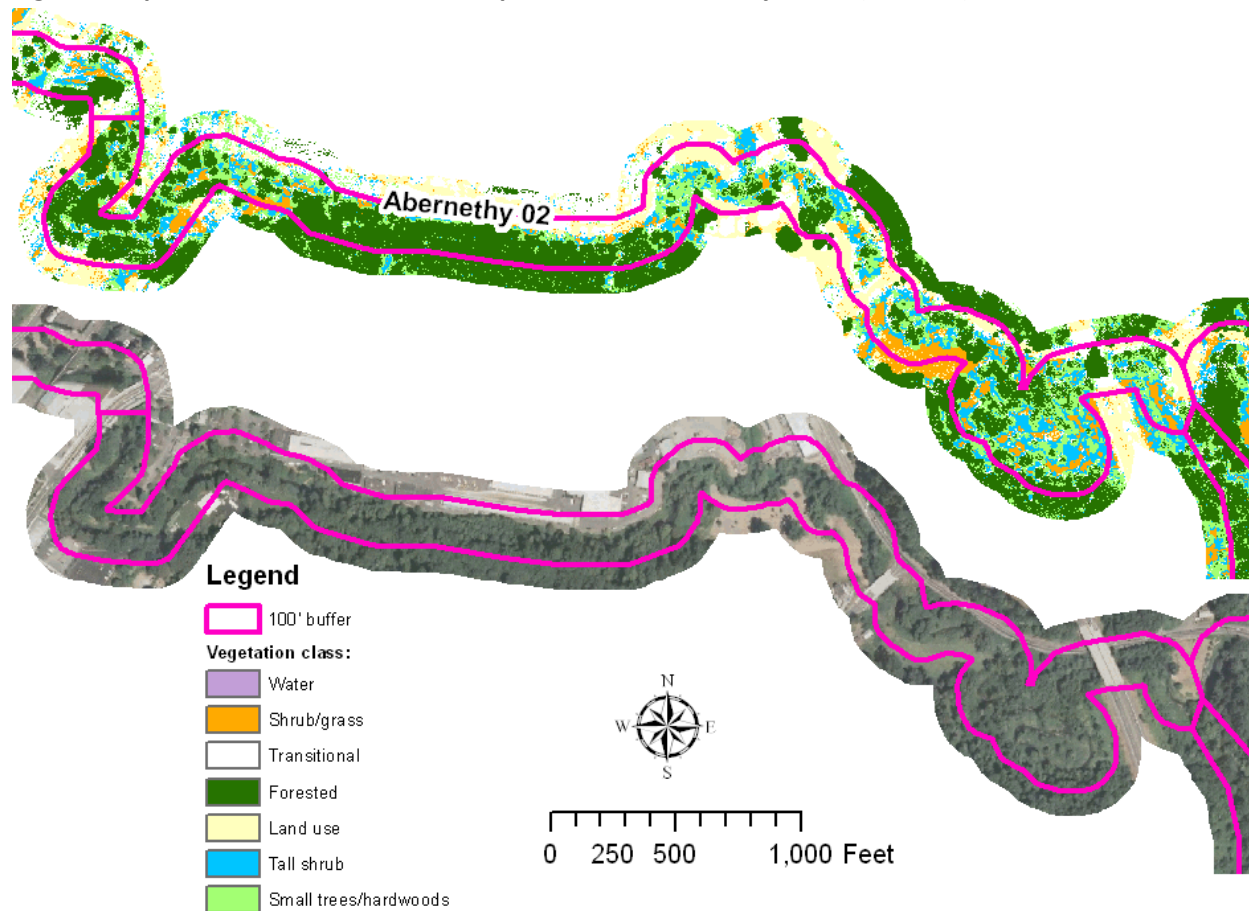 Abernethy 02
Legend
100' buffer
Vegetation class:
Water
Shrub/grass
Transitional
Forested
Land use
Tall shrub
Small trees/hardwoods
N
W E
S
0 250 500 1,000 Feet